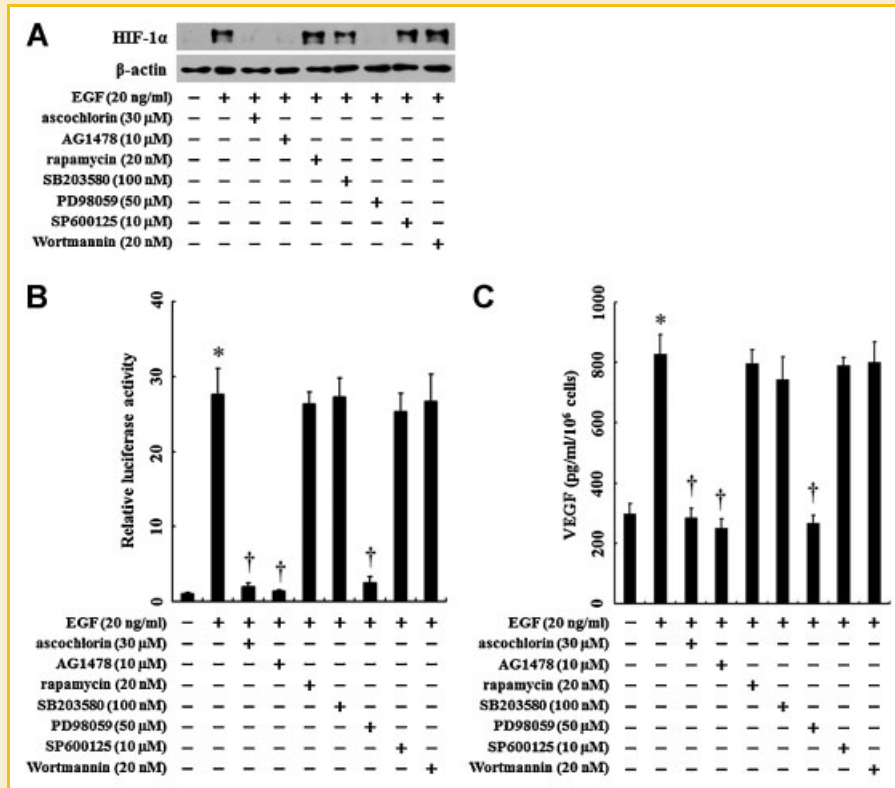 A
HIF-1α
β-actin
EGF (20 ng/ml) − + + + + + + + +
ascochlorin (30 µM) − − + − − − − − −
AG1478 (10 µM) − − − + − − − − −
rapamycin (20 nM) − − − − + − − − −
SB203580 (100 nM) − − − − − + − − −
PD98059 (50 µM) − − − − − − + − −
SP600125 (10 µM) − − − − − − − + −
Wortmannin (20 nM) − − − − − − − − +
B
Relative luciferase activity
40
30
20
10
0
* † † †
EGF (20 ng/ml) − + + + + + + + +
ascochlorin (30 µM) − − + − − − − − −
AG1478 (10 µM) − − − + − − − − −
rapamycin (20 nM) − − − − + − − − −
SB203580 (100 nM) − − − − − + − − −
PD98059 (50 µM) − − − − − − + − −
SP600125 (10 µM) − − − − − − − + −
Wortmannin (20 nM) − − − − − − − − +
C
VEGF (pg/ml/10⁶ cells)
1000
800
600
400
200
0
* † † †
EGF (20 ng/ml) − + + + + + + + +
ascochlorin (30 µM) − − + − − − − − −
AG1478 (10 µM) − − − + − − − − −
rapamycin (20 nM) − − − − + − − − −
SB203580 (100 nM) − − − − − + − − −
PD98059 (50 µM) − − − − − − + − −
SP600125 (10 µM) − − − − − − − + −
Wortmannin (20 nM) − − − − − − − − +